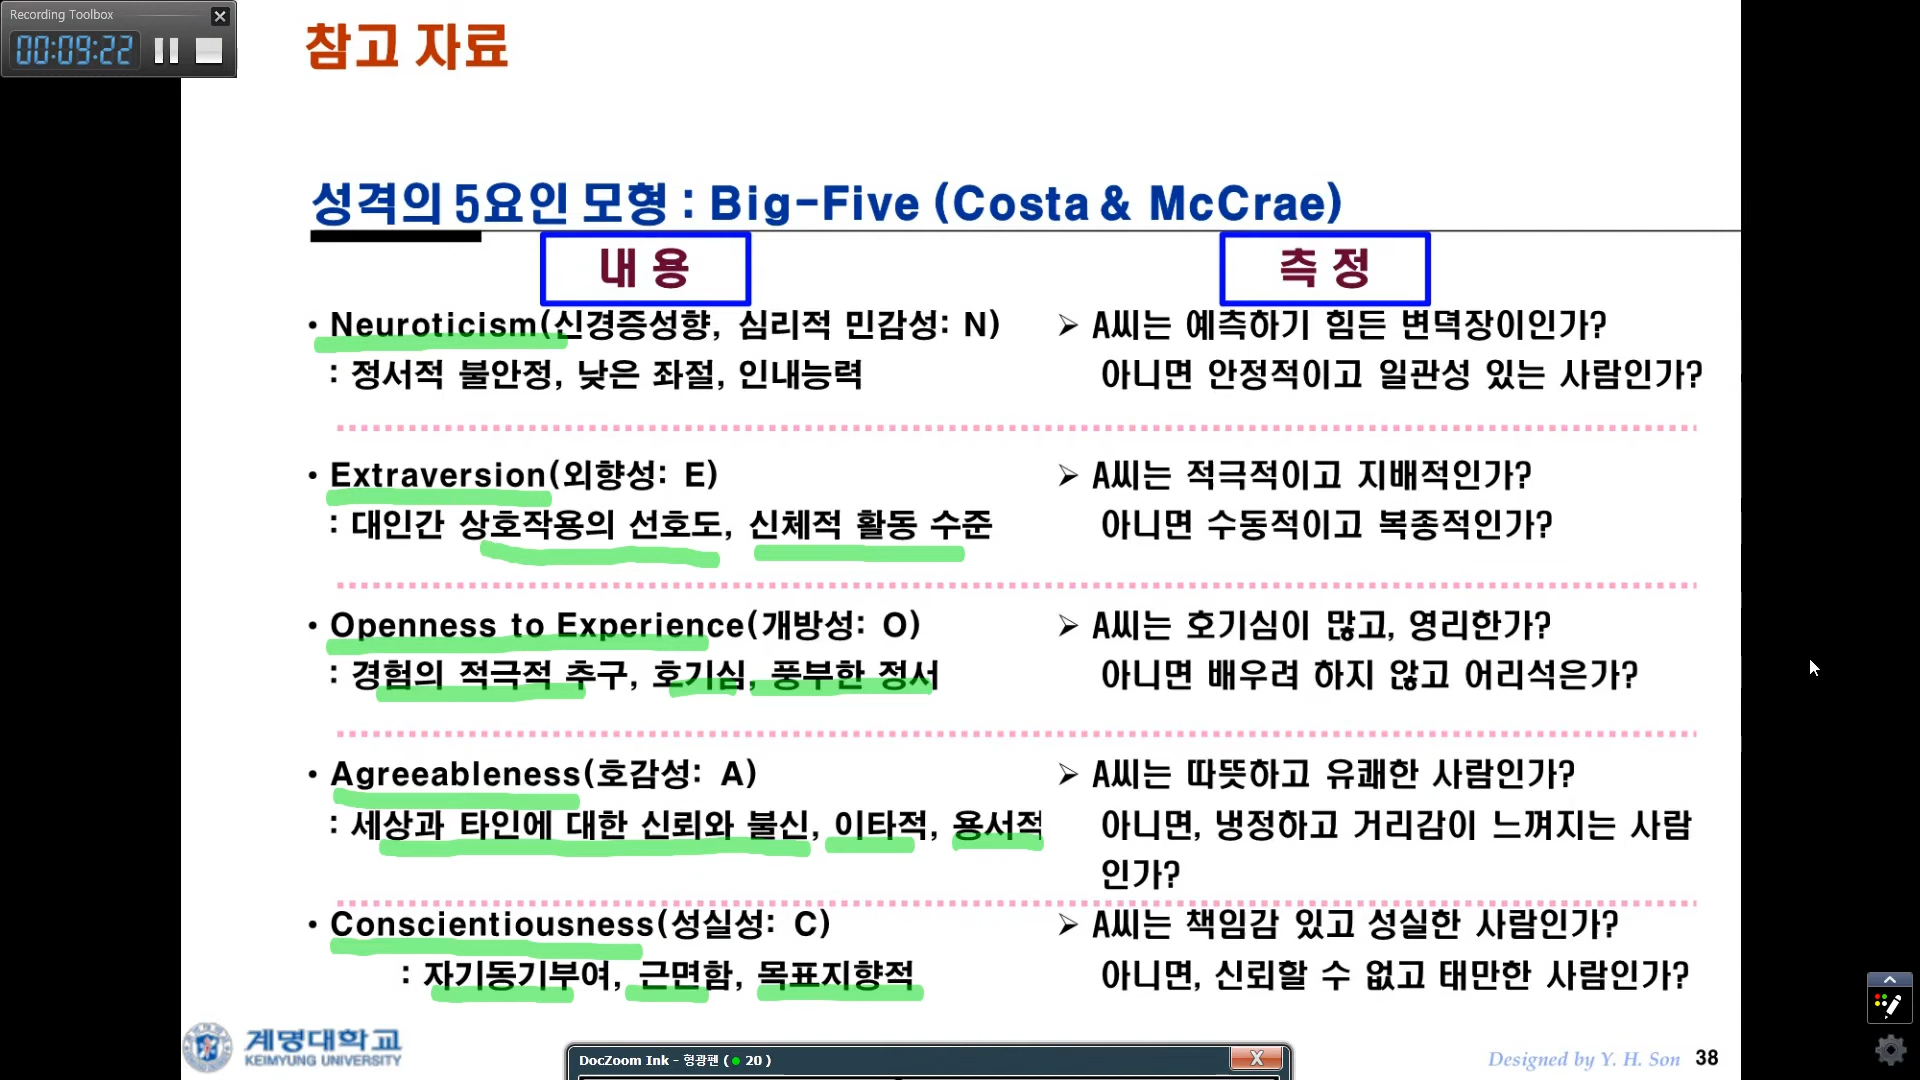 Recording Toolbox
00:09:22
참고 자료
성격의 5요인 모형 : Big-Five (Costa & McCrae)
내 용
측 정
• Neuroticism(신경증성향, 심리적 민감성: N)
: 정서적 불안정, 낮은 좌절, 인내능력
➢ A씨는 예측하기 힘든 변덕장이인가?
아니면 안정적이고 일관성 있는 사람인가?
• Extraversion(외향성: E)
: 대인간 상호작용의 선호도, 신체적 활동 수준
➢ A씨는 적극적이고 지배적인가?
아니면 수동적이고 복종적인가?
• Openness to Experience(개방성: O)
: 경험의 적극적 추구, 호기심, 풍부한 정서
➢ A씨는 호기심이 많고, 영리한가?
아니면 배우려 하지 않고 어리석은가?
• Agreeableness(호감성: A)
: 세상과 타인에 대한 신뢰와 불신, 이타적, 용서적
➢ A씨는 따뜻하고 유쾌한 사람인가?
아니면, 냉정하고 거리감이 느껴지는 사람
인가?
• Conscientiousness(성실성: C)
: 자기동기부여, 근면함, 목표지향적
➢ A씨는 책임감 있고 성실한 사람인가?
아니면, 신뢰할 수 없고 태만한 사람인가?
계명대학교
KEIMYUNG UNIVERSITY
DocZoom Ink - 형광펜 ( ● 20 )
Designed by Y. H. Son 38